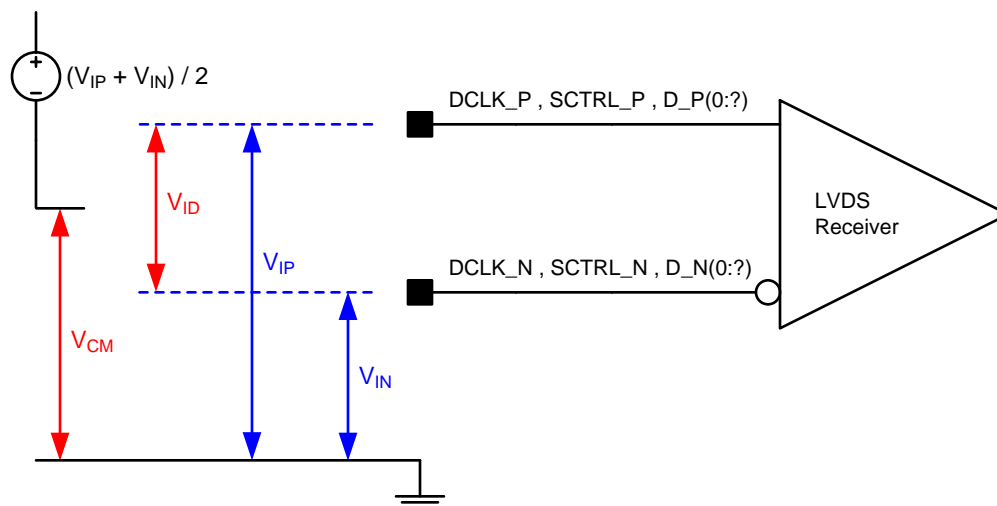 (VIP + VIN) / 2
DCLK_P , SCTRL_P , D_P(0:?)
VID
LVDS
Receiver
VIP
DCLK_N , SCTRL_N , D_N(0:?)
VCM
VIN